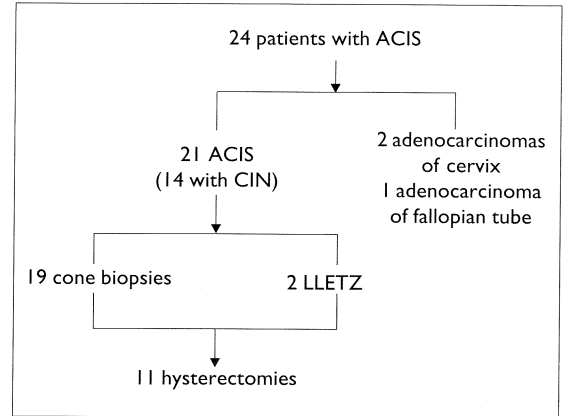 24 patients with ACIS
21 ACIS
(14 with CIN)
2 adenocarcinomas
of cervix
1 adenocarcinoma
of fallopian tube
19 cone biopsies
2 LLETZ
11 hysterectomies